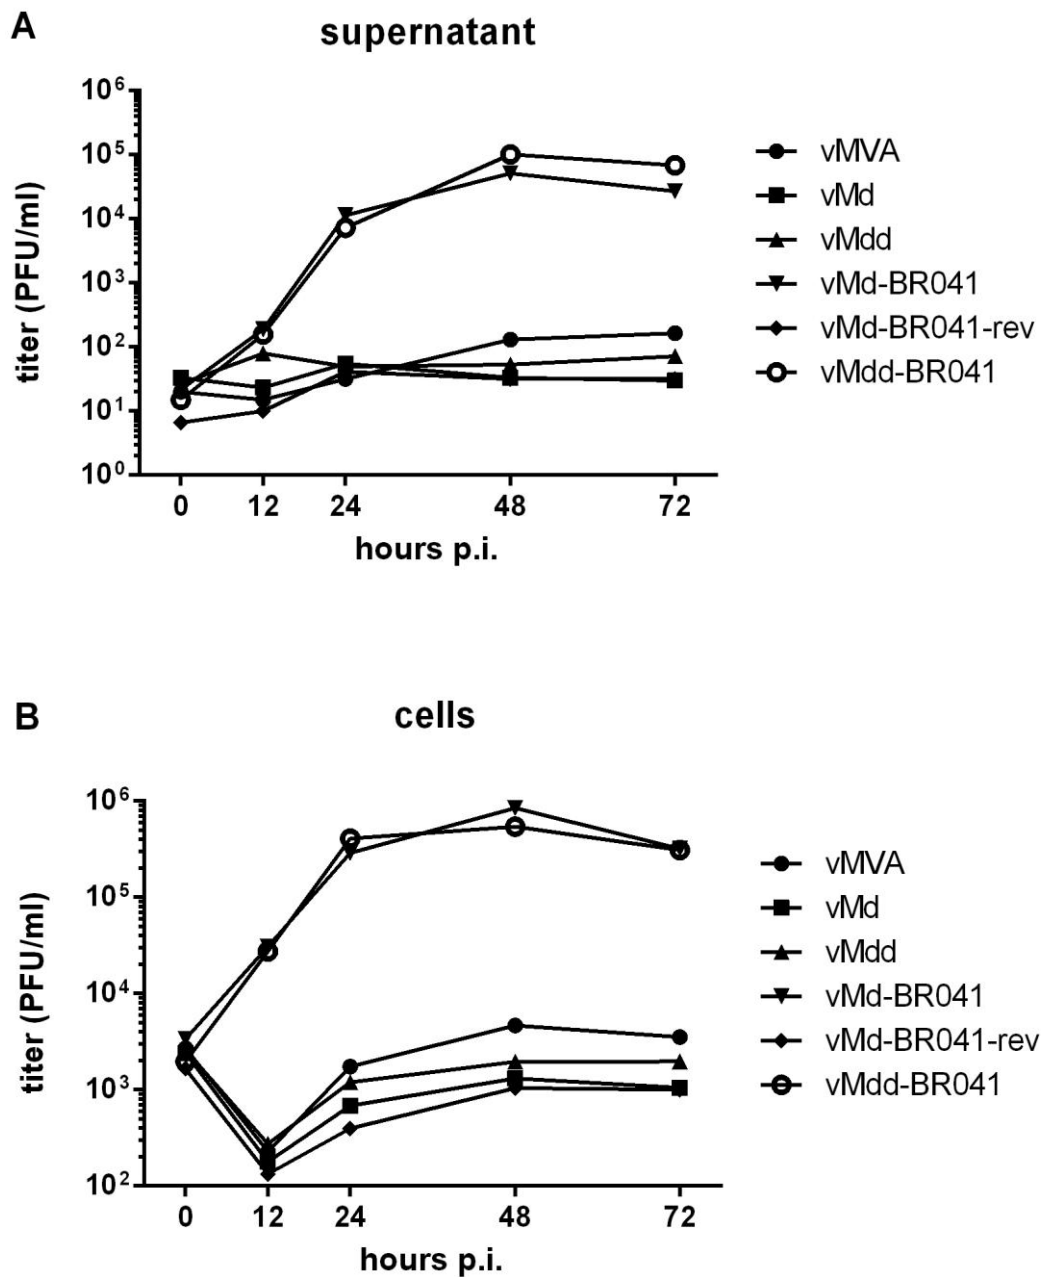 A
supernatant
titer (PFU/ml)
10⁶
10⁵
10⁴
10³
10²
10¹
10⁰
0 12 24 48 72
hours p.i.
vMVA
vMd
vMdd
vMd-BR041
vMd-BR041-rev
vMdd-BR041
B
cells
titer (PFU/ml)
10⁶
10⁵
10⁴
10³
10²
0 12 24 48 72
hours p.i.
vMVA
vMd
vMdd
vMd-BR041
vMd-BR041-rev
vMdd-BR041